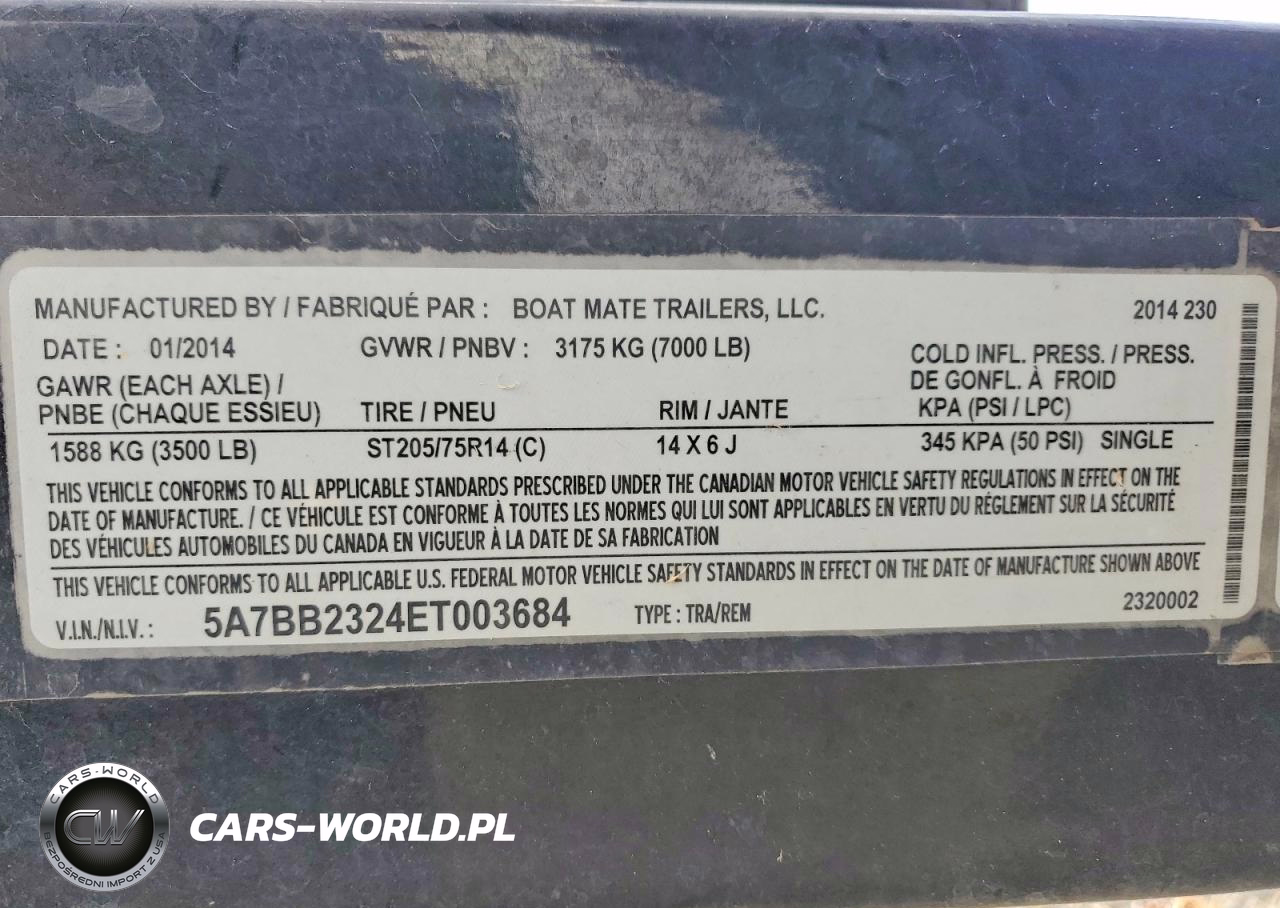 MANUFACTURED BY / FABRIQUÉ PAR : BOAT MATE TRAILERS, LLC. 2014 230
DATE : 01/2014 GVWR / PNBV : 3175 KG (7000 LB)
COLD INFL. PRESS. / PRESS.
DE GONFL. À FROID
KPA (PSI / LPC)
GAWR (EACH AXLE) /
PNBE (CHAQUE ESSIEU) TIRE / PNEU RIM / JANTE
1588 KG (3500 LB) ST205/75R14 (C) 14 X 6 J 345 KPA (50 PSI) SINGLE
THIS VEHICLE CONFORMS TO ALL APPLICABLE STANDARDS PRESCRIBED UNDER THE CANADIAN MOTOR VEHICLE SAFETY REGULATIONS IN EFFECT ON THE
DATE OF MANUFACTURE. / CE VÉHICULE EST CONFORME À TOUTES LES NORMES QUI LUI SONT APPLICABLES EN VERTU DU RÉGLEMENT SUR LA SÉCURITÉ
DES VÉHICULES AUTOMOBILES DU CANADA EN VIGUEUR À LA DATE DE SA FABRICATION
THIS VEHICLE CONFORMS TO ALL APPLICABLE U.S. FEDERAL MOTOR VEHICLE SAFETY STANDARDS IN EFFECT ON THE DATE OF MANUFACTURE SHOWN ABOVE
V.I.N./N.I.V. : 5A7BB2324ET003684 TYPE : TRA/REM 2320002
CARS-WORLD
CW
BEZPOŚREDNI IMPORT Z USA
CARS-WORLD.PL